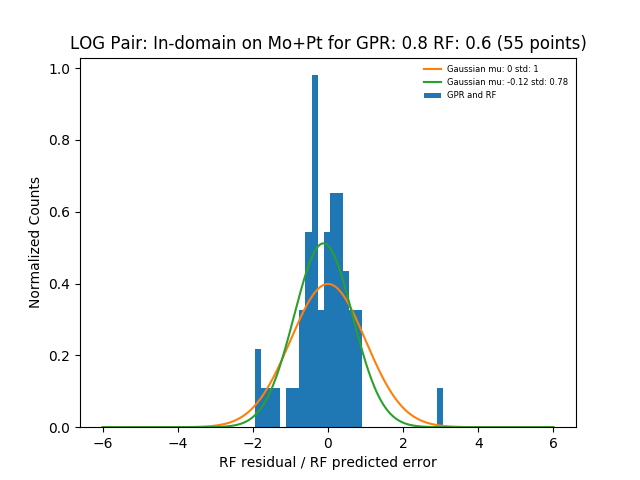 LOG Pair: In-domain on Mo+Pt for GPR: 0.8 RF: 0.6 (55 points)
Gaussian mu: 0 std: 1
Gaussian mu: -0.12 std: 0.78
GPR and RF
Normalized Counts
1.0
0.8
0.6
0.4
0.2
0.0
−6 −4 −2 0 2 4 6
RF residual / RF predicted error